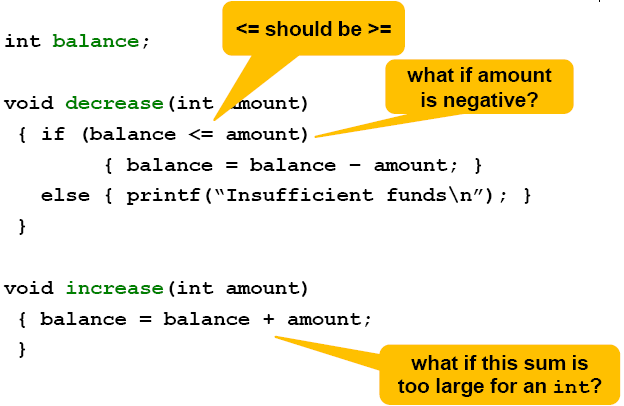 <= should be >=
int balance;
what if amount
is negative?
void decrease(int amount)
{ if (balance <= amount)
{ balance = balance – amount; }
else { printf(“Insufficient funds\n”); }
}
void increase(int amount)
{ balance = balance + amount;
}
what if this sum is
too large for an int?